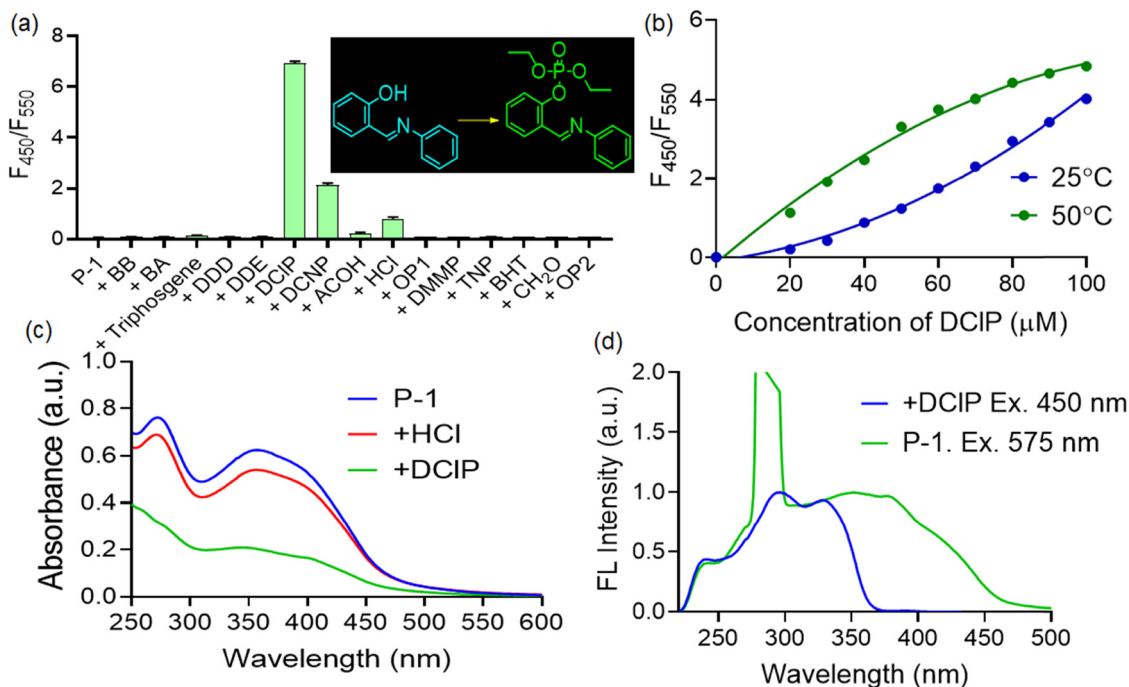 (a)
8
6
4
2
0
F450/F550
OH
N
O
O P O
O
N
P-1
+ BB
+ BA
+ Triphosgene
+ DDD
+ DDE
+ DClP
+ DCNP
+ ACOH
+ HCl
+ OP1
+ DMMP
+ TNP
+ BHT
+ CH2O
+ OP2
(b)
6
4
2
0
F450/F550
25°C
50°C
0 20 40 60 80 100
Concentration of DClP (μM)
(c)
1.0
0.8
0.6
0.4
0.2
0.0
Absorbance (a.u.)
P-1
+HCl
+DClP
250 300 350 400 450 500 550 600
Wavelength (nm)
(d)
2.0
1.5
1.0
0.5
0.0
FL Intensity (a.u.)
+DClP Ex. 450 nm
P-1. Ex. 575 nm
250 300 350 400 450 500
Wavelength (nm)